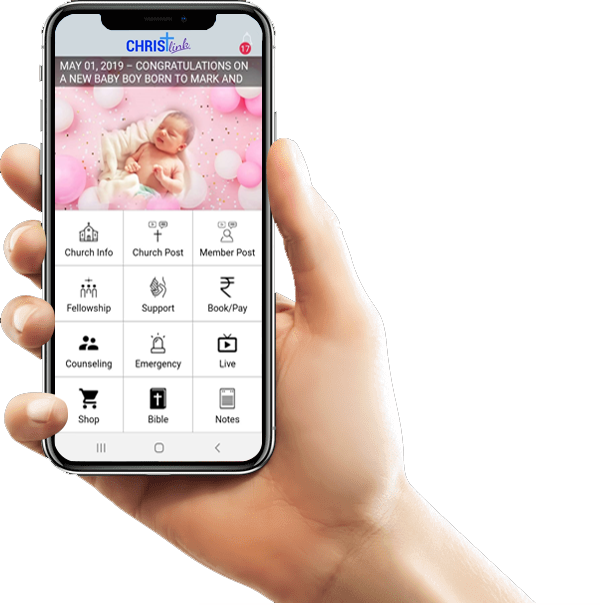 CHRISTlink
17
MAY 01, 2019 – CONGRATULATIONS ON
A NEW BABY BOY BORN TO MARK AND
Church Info
Church Post
Member Post
Fellowship
Support
Book/Pay
Counseling
Emergency
Live
Shop
Bible
Notes